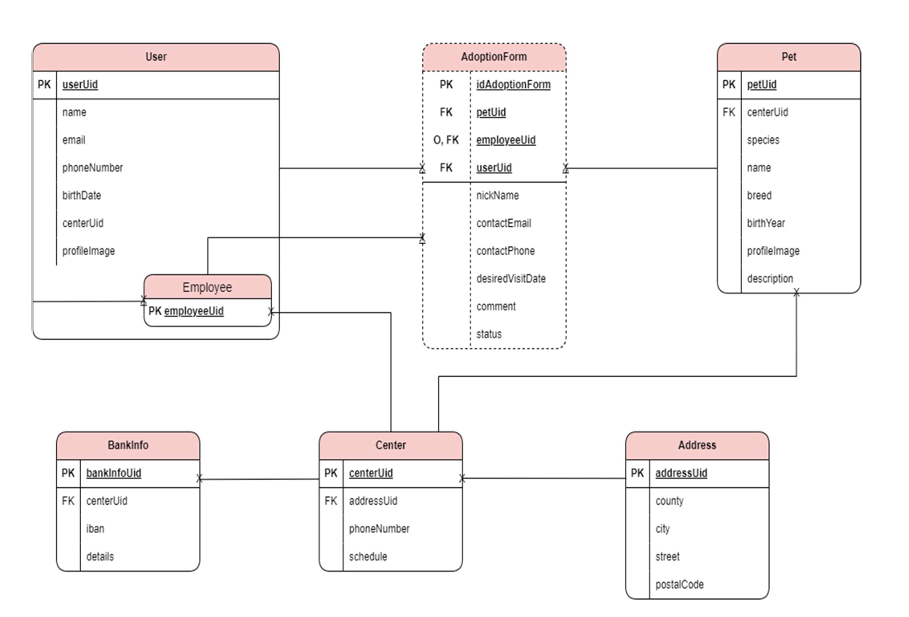 User
PK userUid
name
email
phoneNumber
birthDate
centerUid
profileImage
Employee
PK employeeUid
AdoptionForm
PK idAdoptionForm
FK petUid
O, FK employeeUid
FK userUid
nickName
contactEmail
contactPhone
desiredVisitDate
comment
status
Pet
PK petUid
FK centerUid
species
name
breed
birthYear
profileImage
description
BankInfo
PK bankInfoUid
FK centerUid
iban
details
Center
PK centerUid
FK addressUid
phoneNumber
schedule
Address
PK addressUid
county
city
street
postalCode